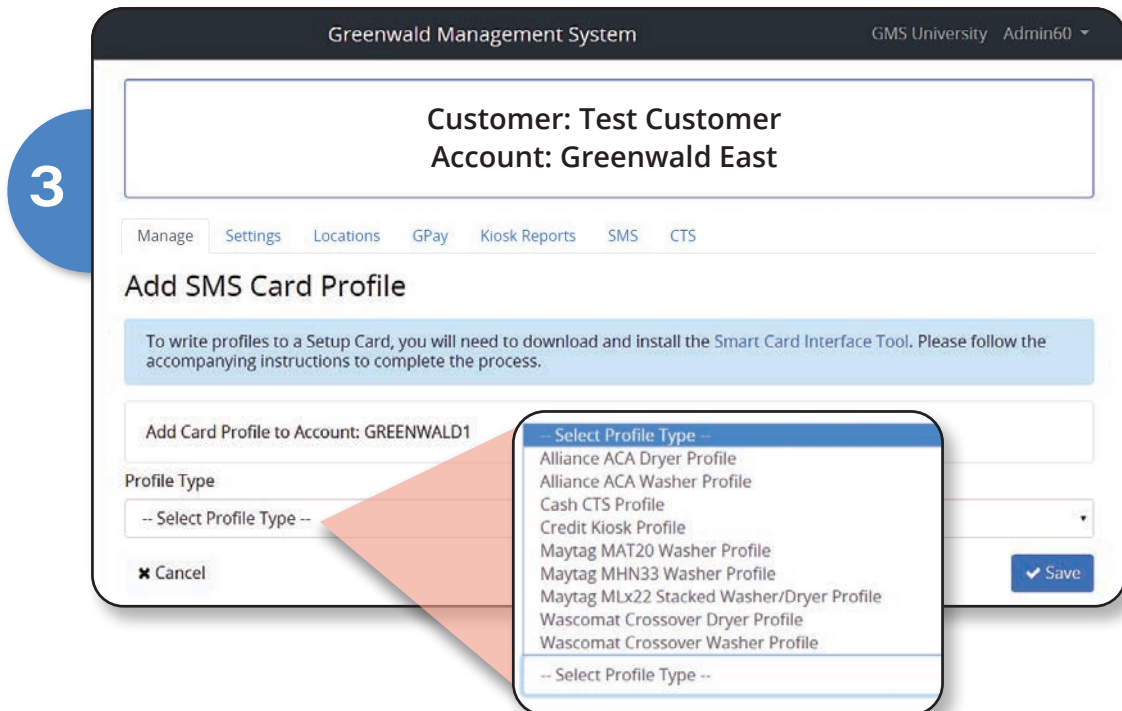 Greenwald Management System GMS University Admin60
Customer: Test Customer
Account: Greenwald East
3
Manage Settings Locations GPay Kiosk Reports SMS CTS
Add SMS Card Profile
To write profiles to a Setup Card, you will need to download and install the Smart Card Interface Tool. Please follow the
accompanying instructions to complete the process.
Add Card Profile to Account: GREENWALD1
Profile Type
-- Select Profile Type --
✖ Cancel
✔ Save
-- Select Profile Type --
Alliance ACA Dryer Profile
Alliance ACA Washer Profile
Cash CTS Profile
Credit Kiosk Profile
Maytag MAT20 Washer Profile
Maytag MHN33 Washer Profile
Maytag MLx22 Stacked Washer/Dryer Profile
Wascomat Crossover Dryer Profile
Wascomat Crossover Washer Profile
-- Select Profile Type --